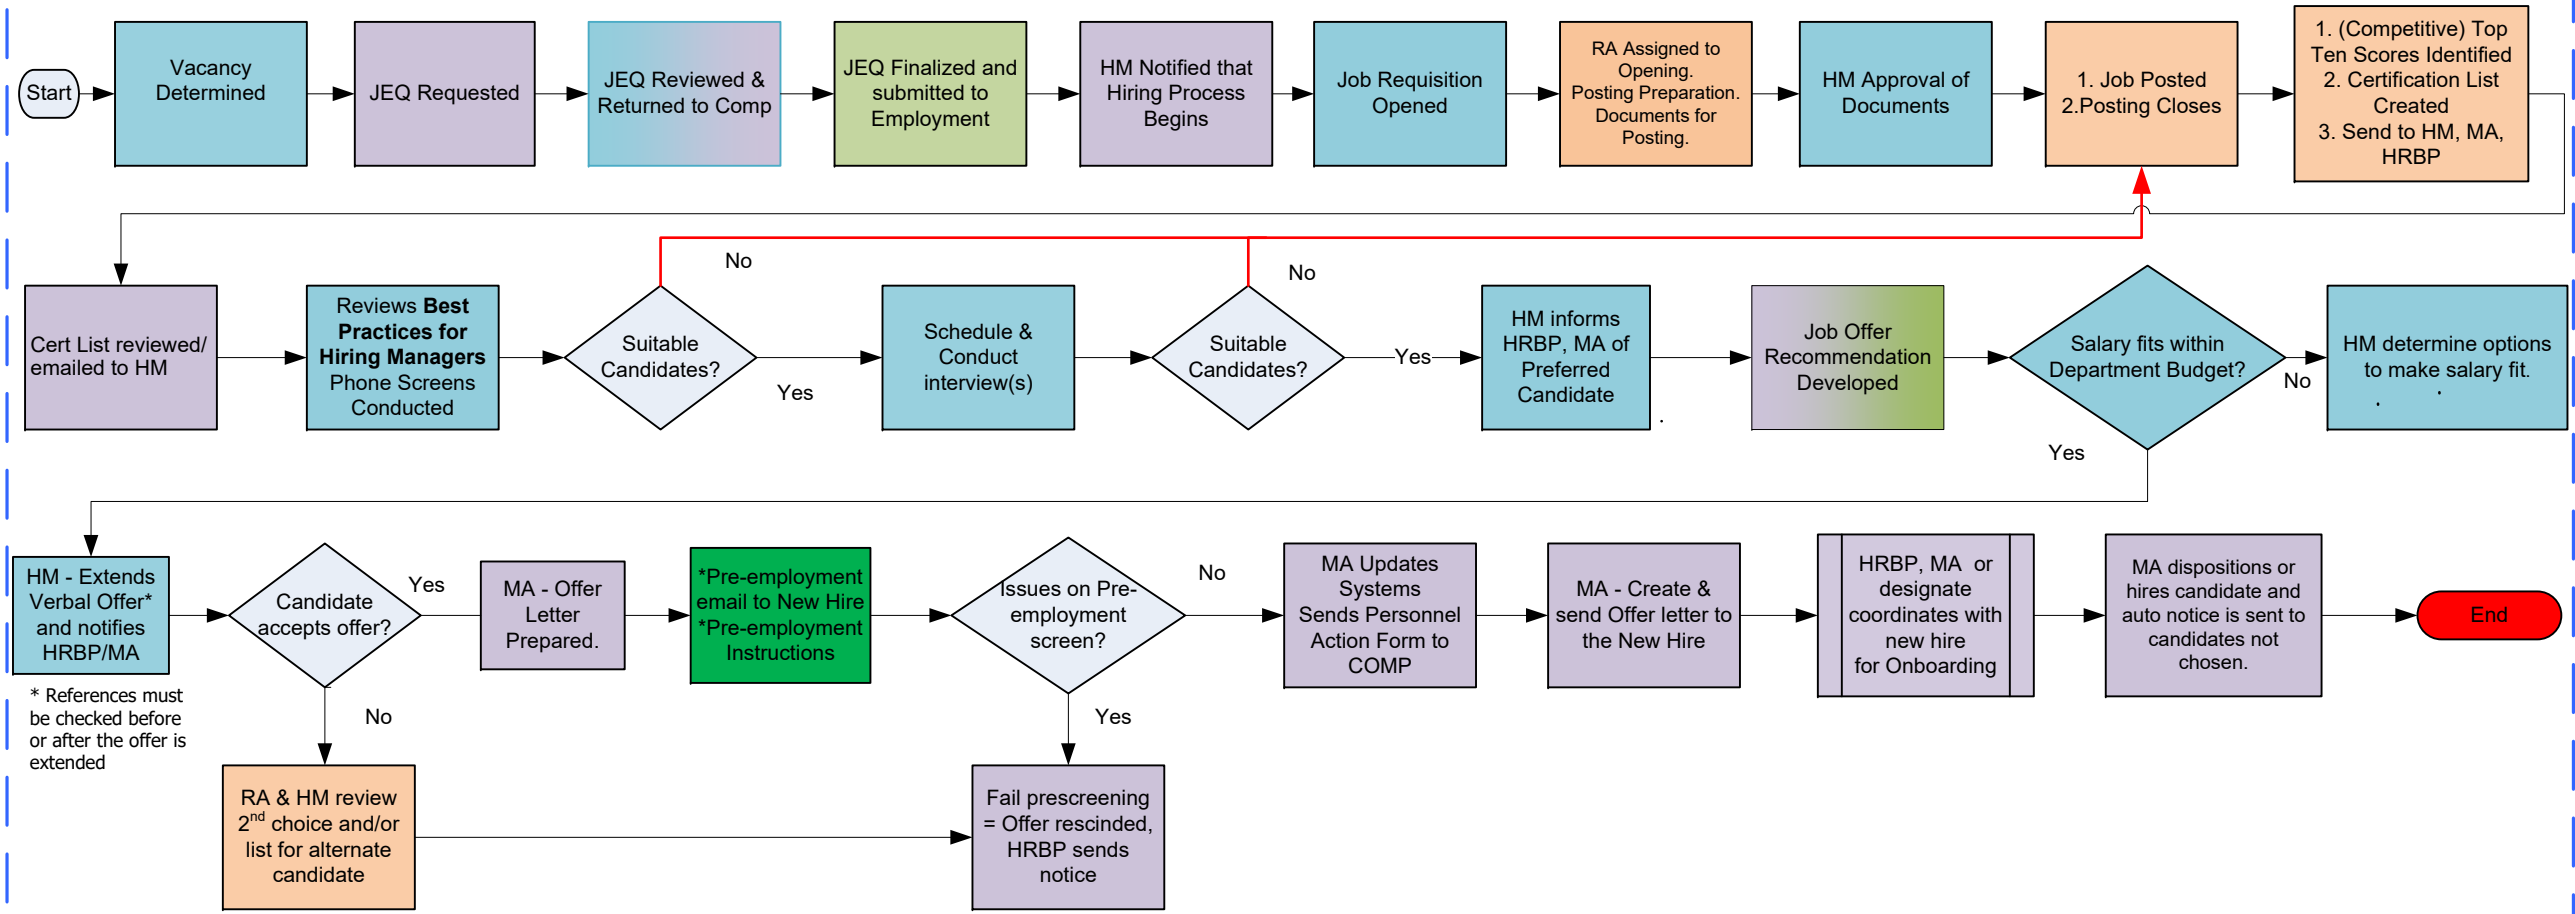 Start
Vacancy
Determined
JEQ Requested
JEQ Reviewed &
Returned to Comp
JEQ Finalized and
submitted to
Employment
HM Notified that
Hiring Process
Begins
Job Requisition
Opened
RA Assigned to
Opening.
Posting Preparation.
Documents for
Posting.
HM Approval of
Documents
1. Job Posted
2.Posting Closes
1. (Competitive) Top
Ten Scores Identified
2. Certification List
Created
3. Send to HM, MA,
HRBP
Cert List reviewed/
emailed to HM
Reviews Best
Practices for
Hiring Managers
Phone Screens
Conducted
Suitable
Candidates?
No
Yes
Schedule &
Conduct
interview(s)
Suitable
Candidates?
No
Yes
HM informs
HRBP, MA of
Preferred
Candidate
.
Job Offer
Recommendation
Developed
Salary fits within
Department Budget?
No
Yes
HM determine options
to make salary fit.
. .
HM - Extends
Verbal Offer*
and notifies
HRBP/MA
* References must
be checked before
or after the offer is
extended
Candidate
accepts offer?
Yes
No
MA - Offer
Letter
Prepared.
*Pre-employment
email to New Hire
*Pre-employment
Instructions
Issues on Pre-
employment
screen?
No
Yes
MA Updates
Systems
Sends Personnel
Action Form to
COMP
MA - Create &
send Offer letter to
the New Hire
HRBP, MA or
designate
coordinates with
new hire
for Onboarding
MA dispositions or
hires candidate and
auto notice is sent to
candidates not
chosen.
End
RA & HM review
2nd choice and/or
list for alternate
candidate
Fail prescreening
= Offer rescinded,
HRBP sends
notice